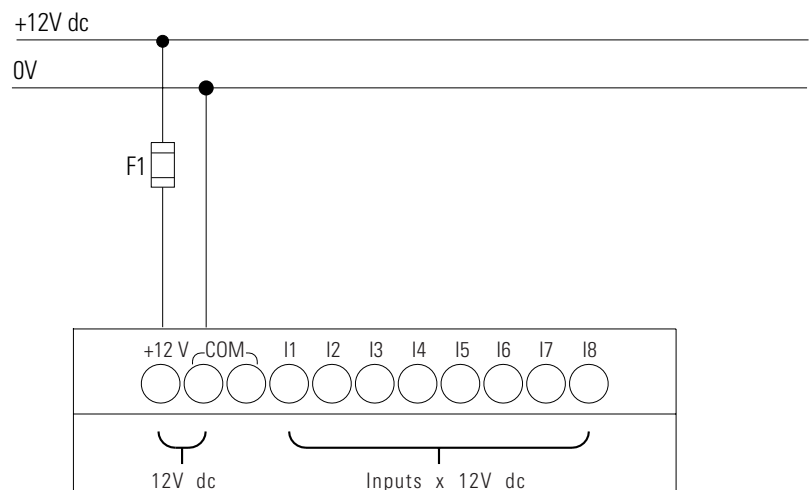 +12V dc
0V
F1
+12 V COM I1 I2 I3 I4 I5 I6 I7 I8
12V dc Inputs x 12V dc